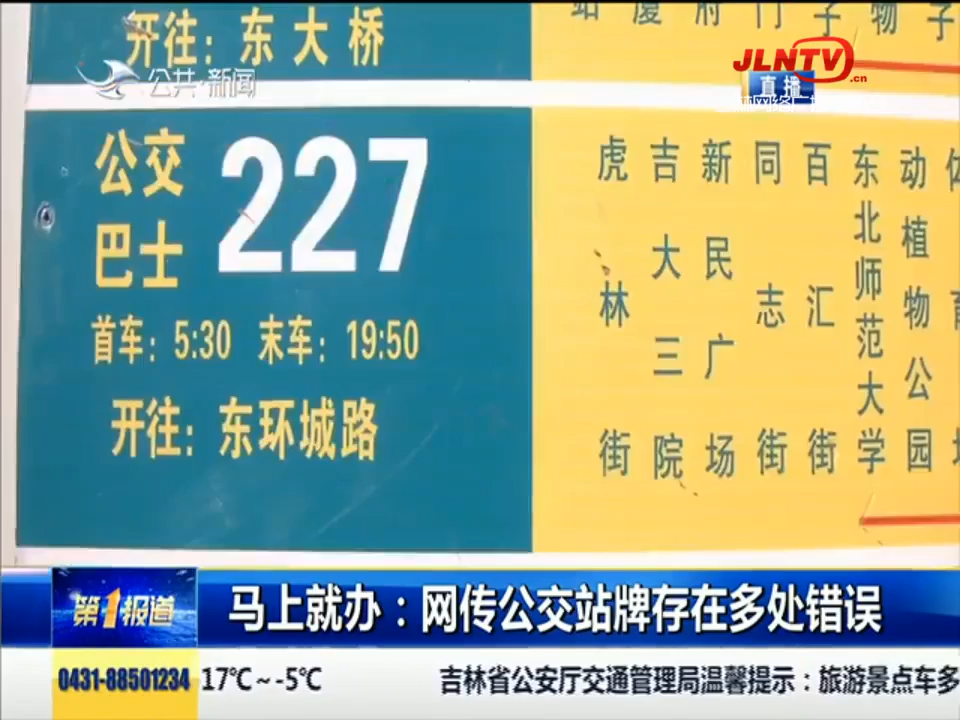 开往：东大桥
公共·新闻
JLNTV
.cn
直播
公交
巴士
227
首车：5:30 末车：19:50
开往：东环城路
虎林街
吉大三院
新民广场
同志街
百汇街
东北师范大学
动植物公园
第1报道
马上就办：网传公交站牌存在多处错误
0431-88501234
17℃~-5℃
吉林省公安厅交通管理局温馨提示：旅游景点车多